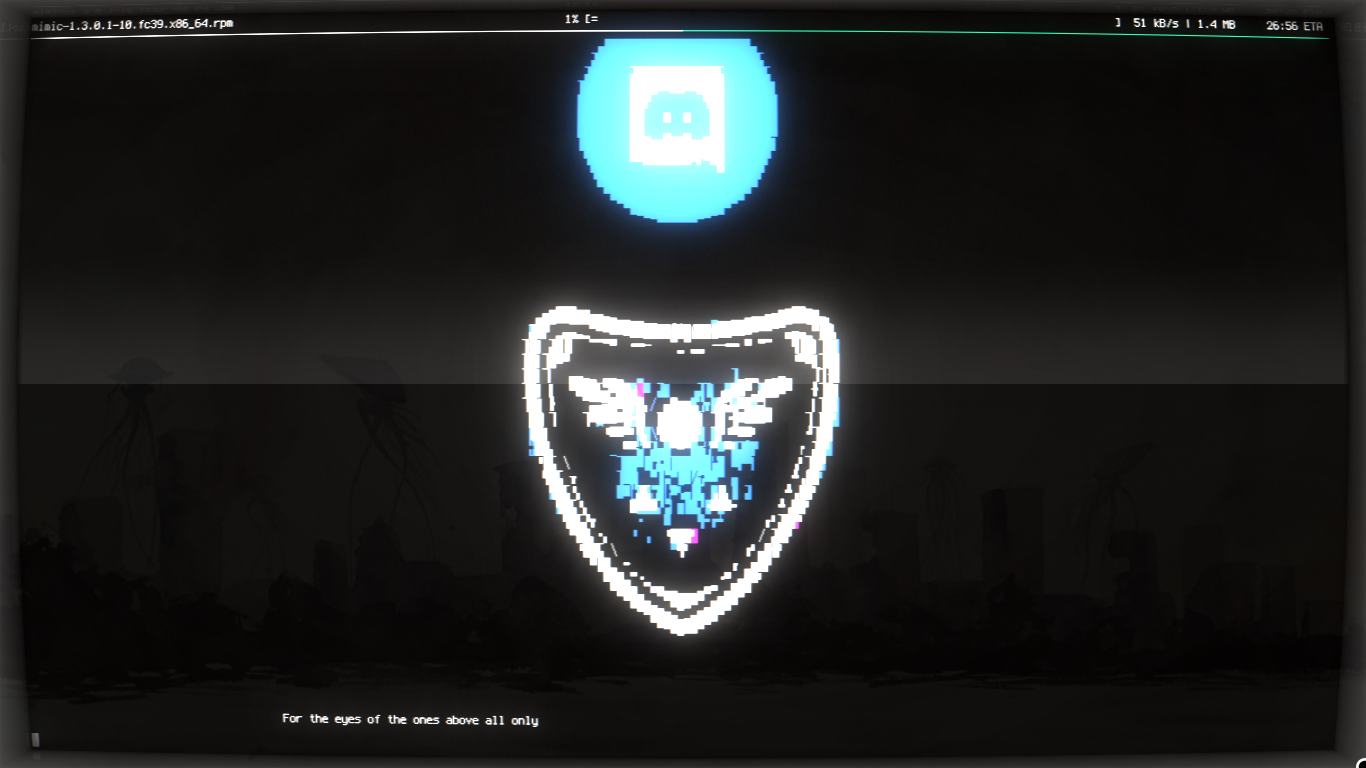 mimic-1.3.0.1-10.fc39.x86_64.rpm 1% [= ] 51 kB/s | 1.4 MB 26:56 ETA
For the eyes of the ones above all only